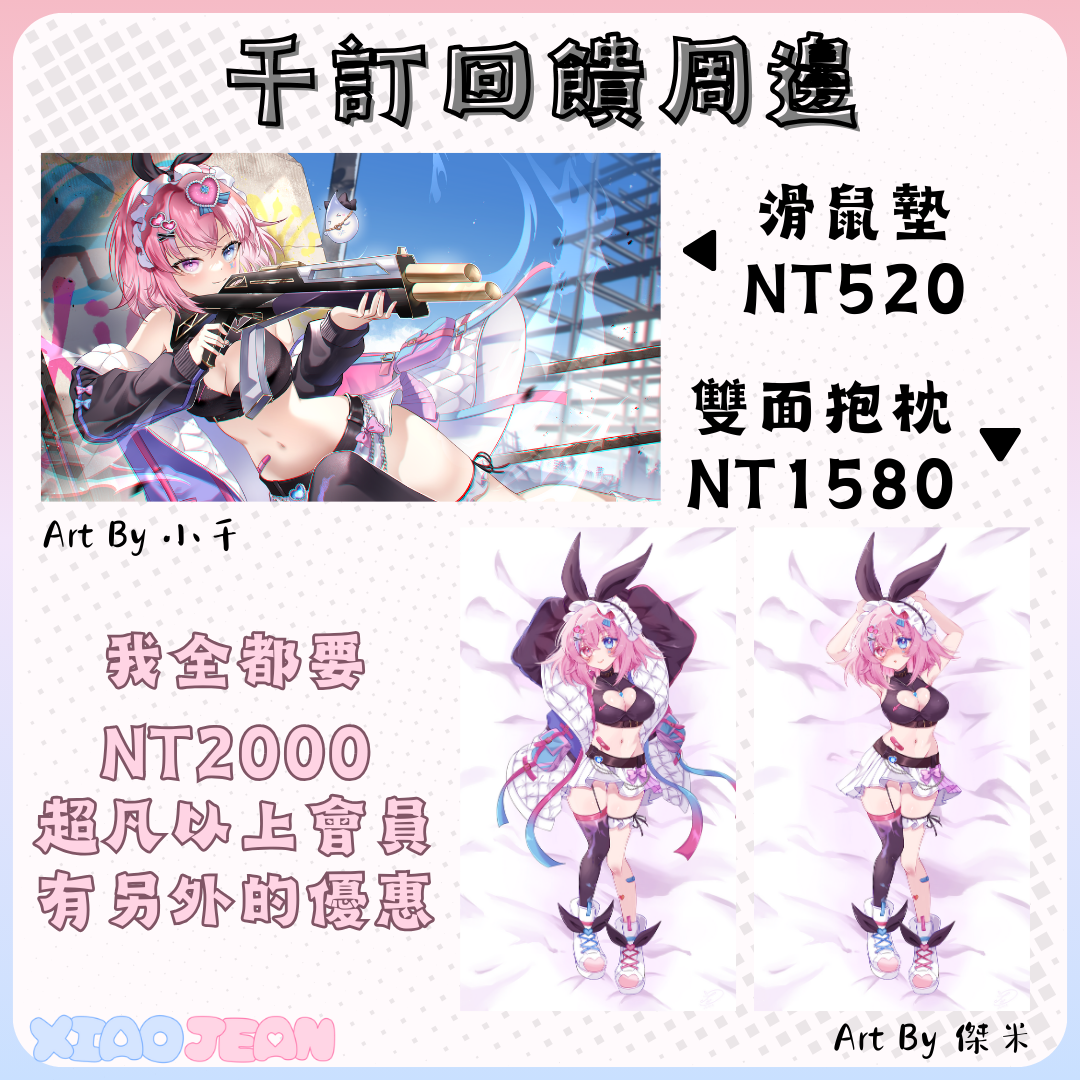 千訂回饋周邊
滑鼠墊
NT520
雙面抱枕
NT1580
Art By 小千
我全都要
NT2000
超凡以上會員
有另外的優惠
XIAOJEAN
Art By 傑米